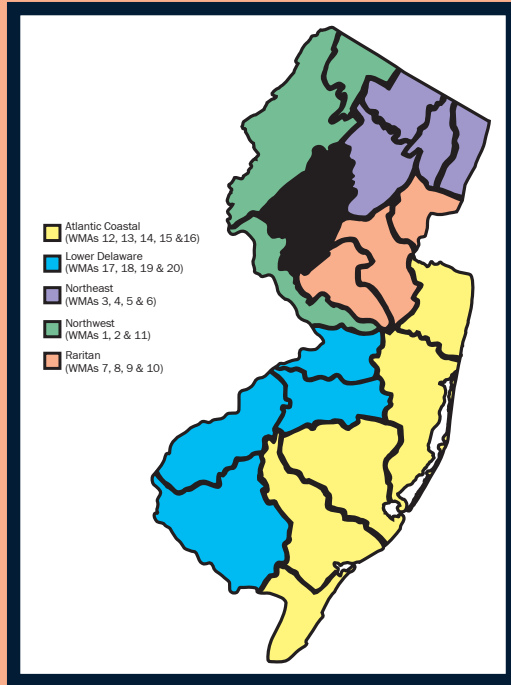 Atlantic Coastal
(WMAs 12, 13, 14, 15 &16)
Lower Delaware
(WMAs 17, 18, 19 & 20)
Northeast
(WMAs 3, 4, 5 & 6)
Northwest
(WMAs 1, 2 & 11)
Raritan
(WMAs 7, 8, 9 & 10)